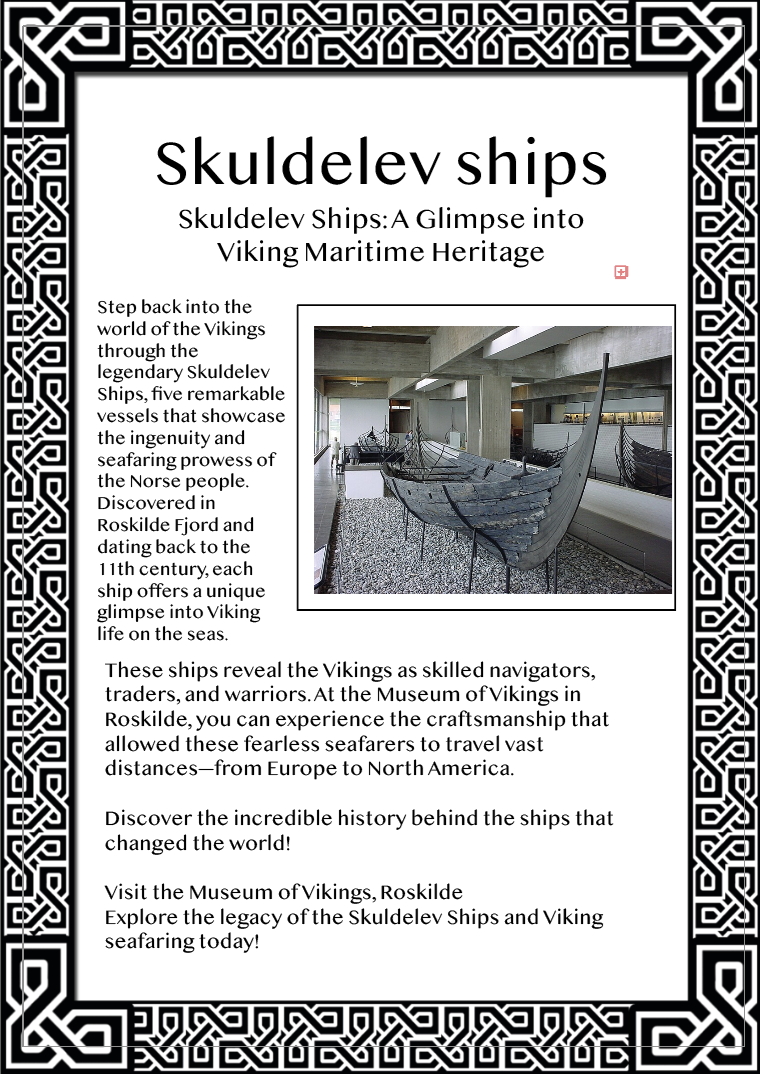 Skuldelev ships
Skuldelev Ships: A Glimpse into
Viking Maritime Heritage
Step back into the
world of the Vikings
through the
legendary Skuldelev
Ships, five remarkable
vessels that showcase
the ingenuity and
seafaring prowess of
the Norse people.
Discovered in
Roskilde Fjord and
dating back to the
11th century, each
ship offers a unique
glimpse into Viking
life on the seas.
These ships reveal the Vikings as skilled navigators,
traders, and warriors. At the Museum of Vikings in
Roskilde, you can experience the craftsmanship that
allowed these fearless seafarers to travel vast
distances—from Europe to North America.
Discover the incredible history behind the ships that
changed the world!
Visit the Museum of Vikings, Roskilde
Explore the legacy of the Skuldelev Ships and Viking
seafaring today!